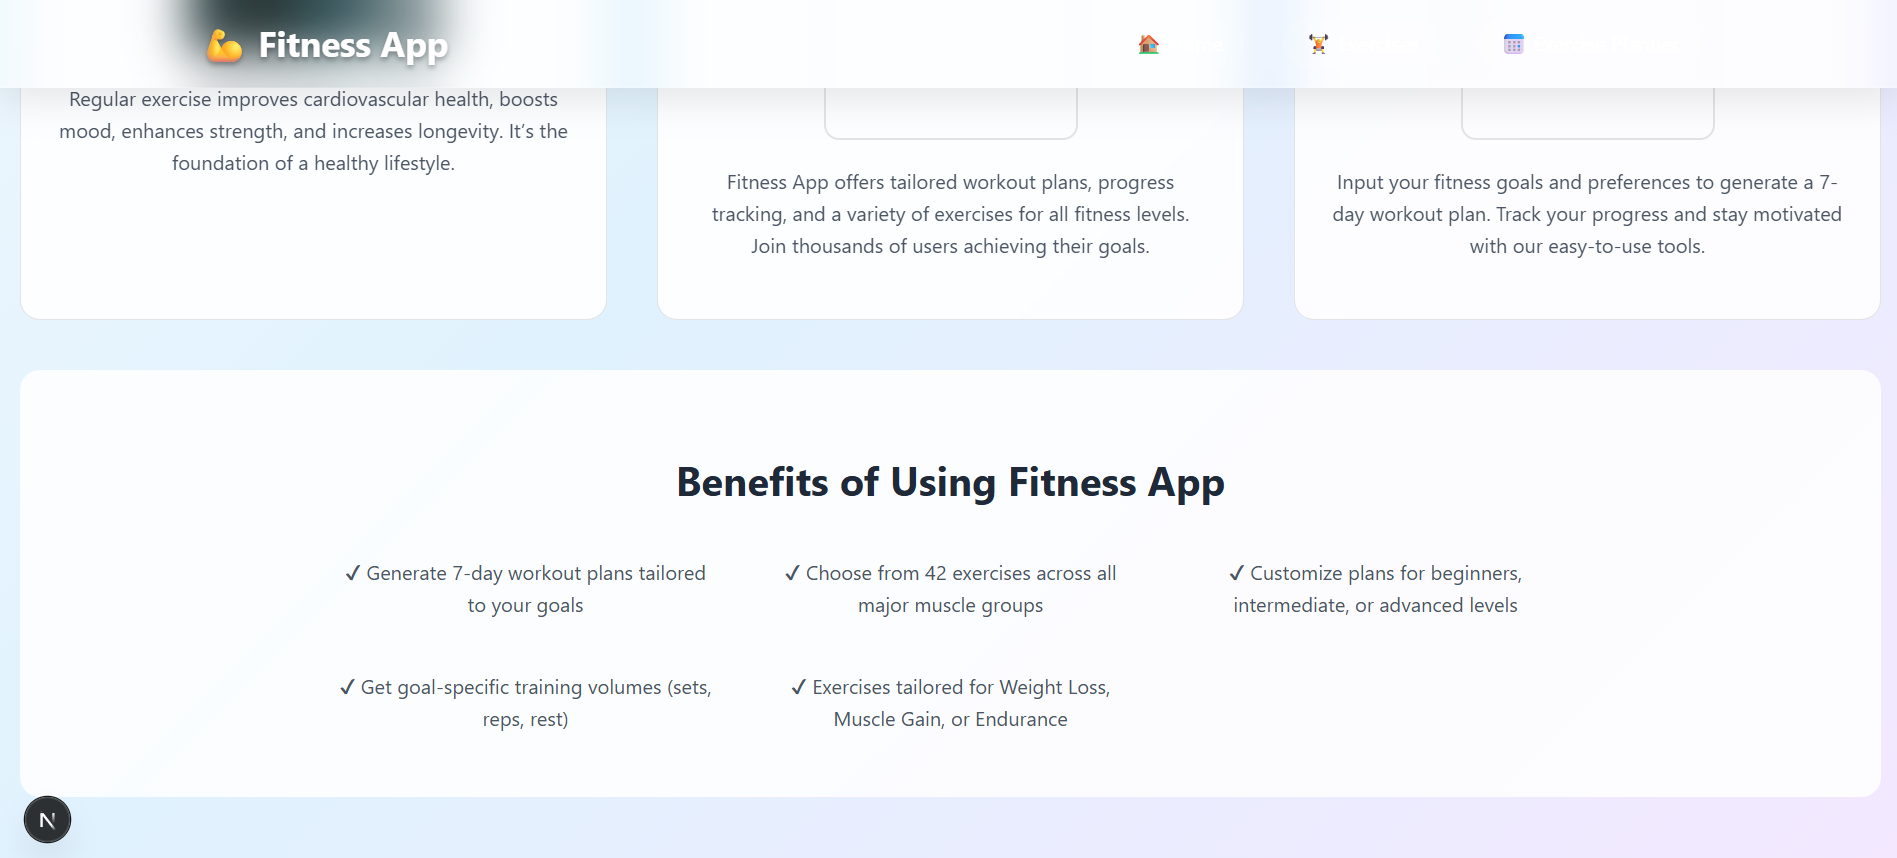 Fitness App
Regular exercise improves cardiovascular health, boosts
mood, enhances strength, and increases longevity. It’s the
foundation of a healthy lifestyle.
Fitness App offers tailored workout plans, progress
tracking, and a variety of exercises for all fitness levels.
Join thousands of users achieving their goals.
Input your fitness goals and preferences to generate a 7-
day workout plan. Track your progress and stay motivated
with our easy-to-use tools.
Benefits of Using Fitness App
✓ Generate 7-day workout plans tailored
to your goals
✓ Choose from 42 exercises across all
major muscle groups
✓ Customize plans for beginners,
intermediate, or advanced levels
✓ Get goal-specific training volumes (sets,
reps, rest)
✓ Exercises tailored for Weight Loss,
Muscle Gain, or Endurance
N